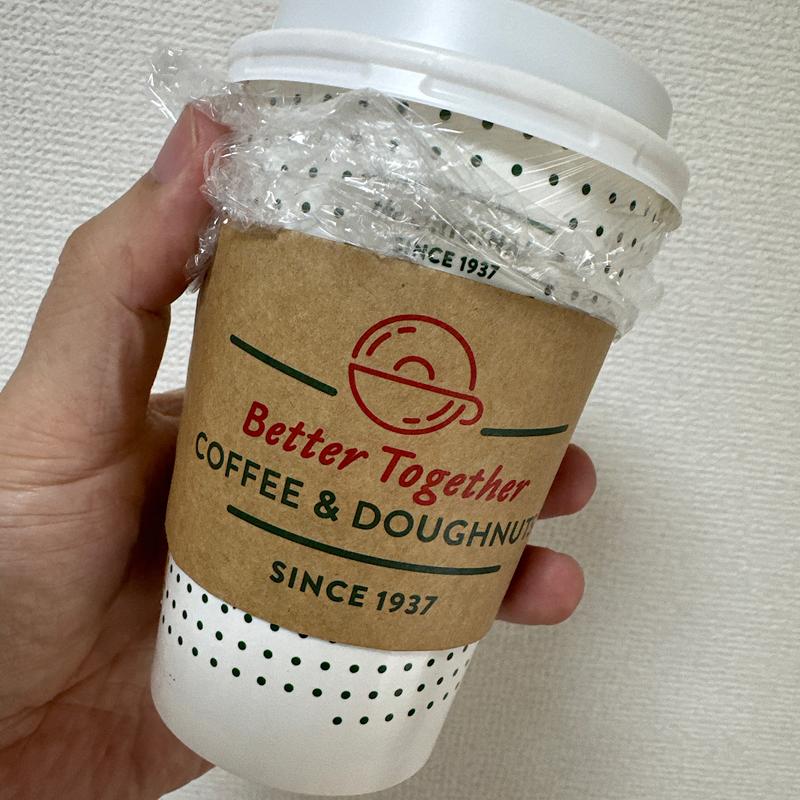 SINCE 1937
Better Together
COFFEE & DOUGHNUT
SINCE 1937